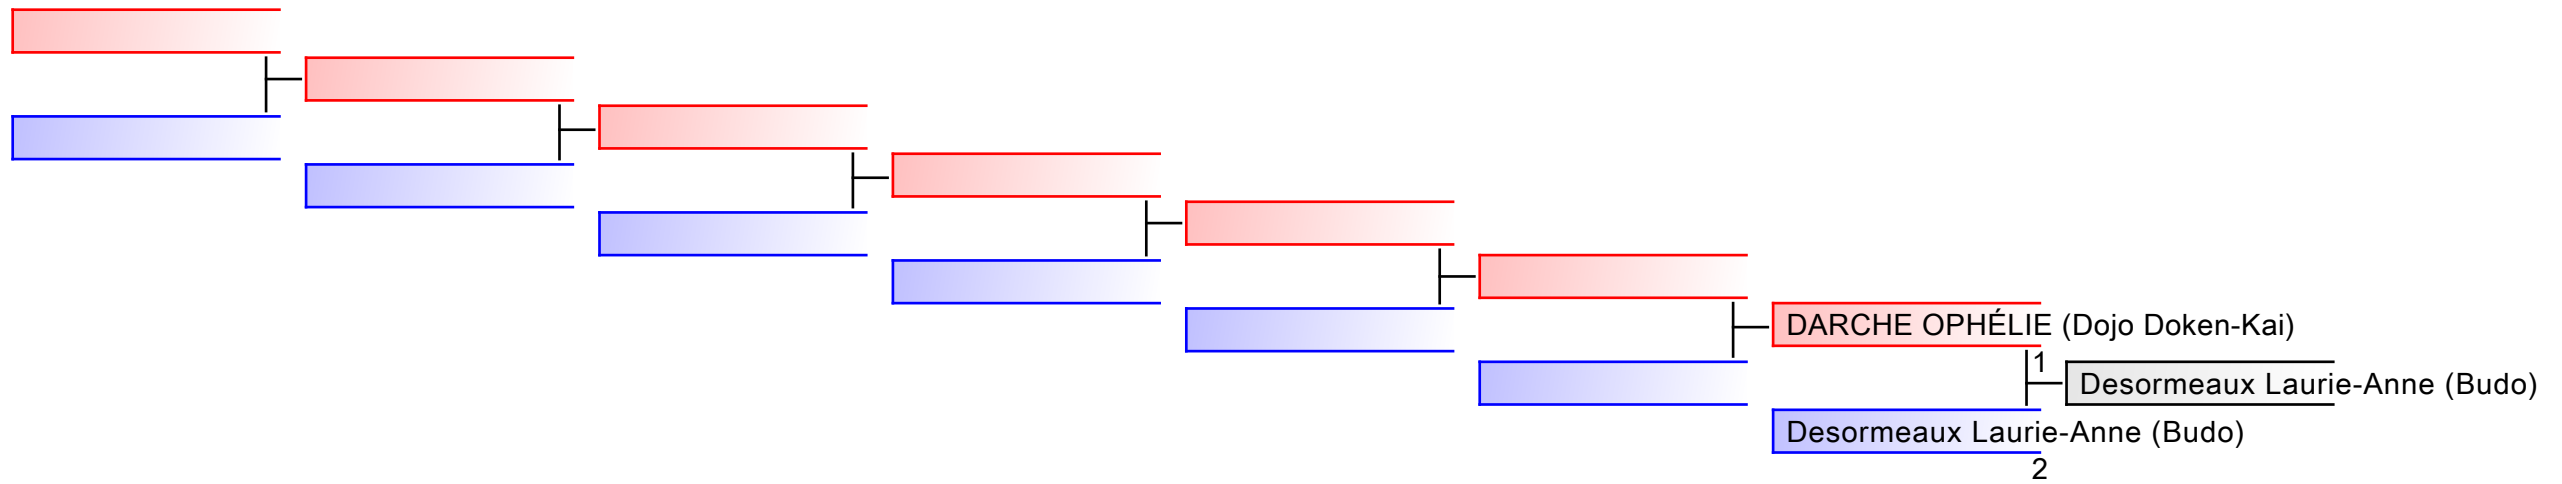 DARCHE OPHÉLIE (Dojo Doken-Kai)
1
Desormeaux Laurie-Anne (Budo)
Desormeaux Laurie-Anne (Budo)
2